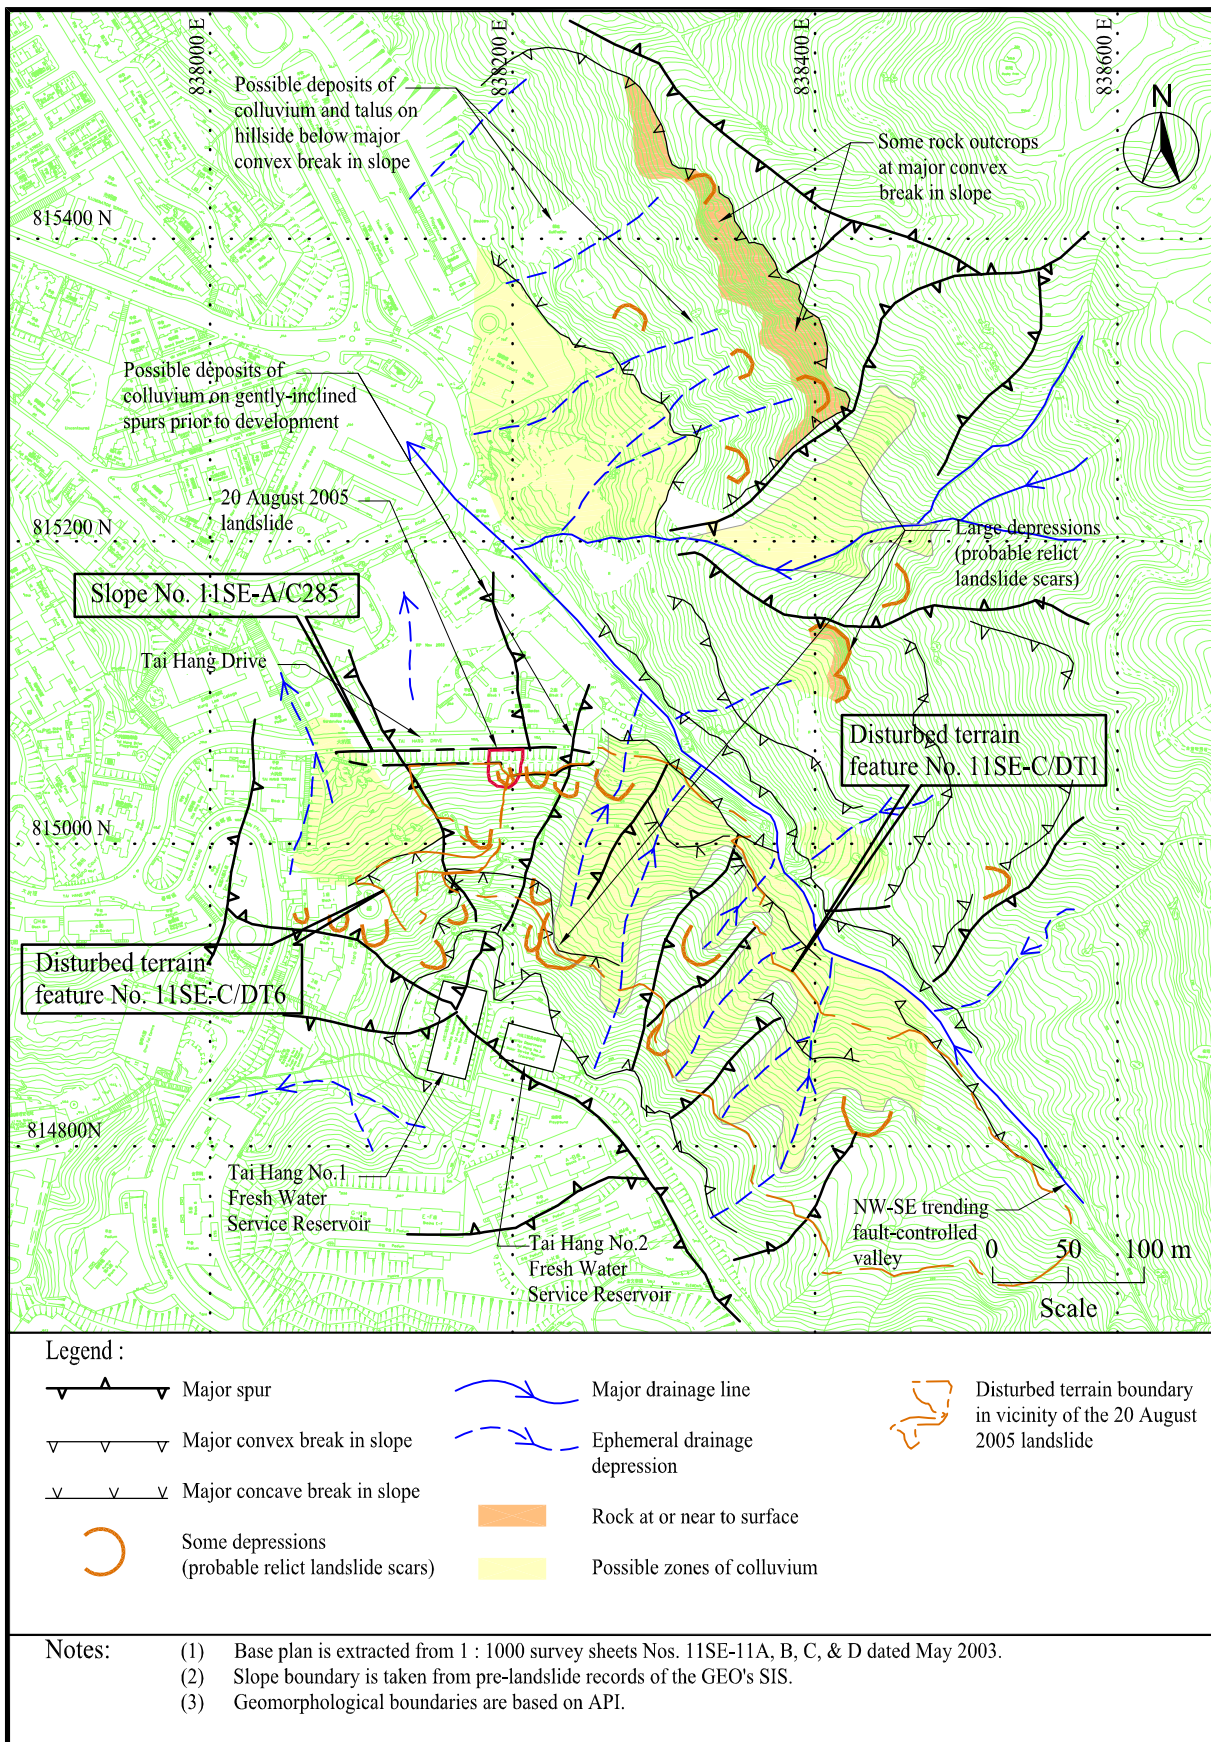 838000 E
838200 E
838400 E
838600 E
N
Possible deposits of
colluvium and talus on
hillside below major
convex break in slope
Some rock outcrops
at major convex
break in slope
815400 N
Possible deposits of
colluvium on gently-inclined
spurs prior to development
20 August 2005
landslide
815200 N
Large depressions
(probable relict
landslide scars)
Slope No. 11SE-A/C285
Tai Hang Drive
Disturbed terrain
feature No. 11SE-C/DT1
815000 N
Disturbed terrain
feature No. 11SE-C/DT6
814800N
Tai Hang No.1
Fresh Water
Service Reservoir
Tai Hang No.2
Fresh Water
Service Reservoir
NW-SE trending
fault-controlled
valley
0 50 100 m
Scale
Legend :
Major spur
Major convex break in slope
Major concave break in slope
Some depressions
(probable relict landslide scars)
Major drainage line
Ephemeral drainage
depression
Rock at or near to surface
Possible zones of colluvium
Disturbed terrain boundary
in vicinity of the 20 August
2005 landslide
Notes:
(1) Base plan is extracted from 1 : 1000 survey sheets Nos. 11SE-11A, B, C, & D dated May 2003.
(2) Slope boundary is taken from pre-landslide records of the GEO's SIS.
(3) Geomorphological boundaries are based on API.